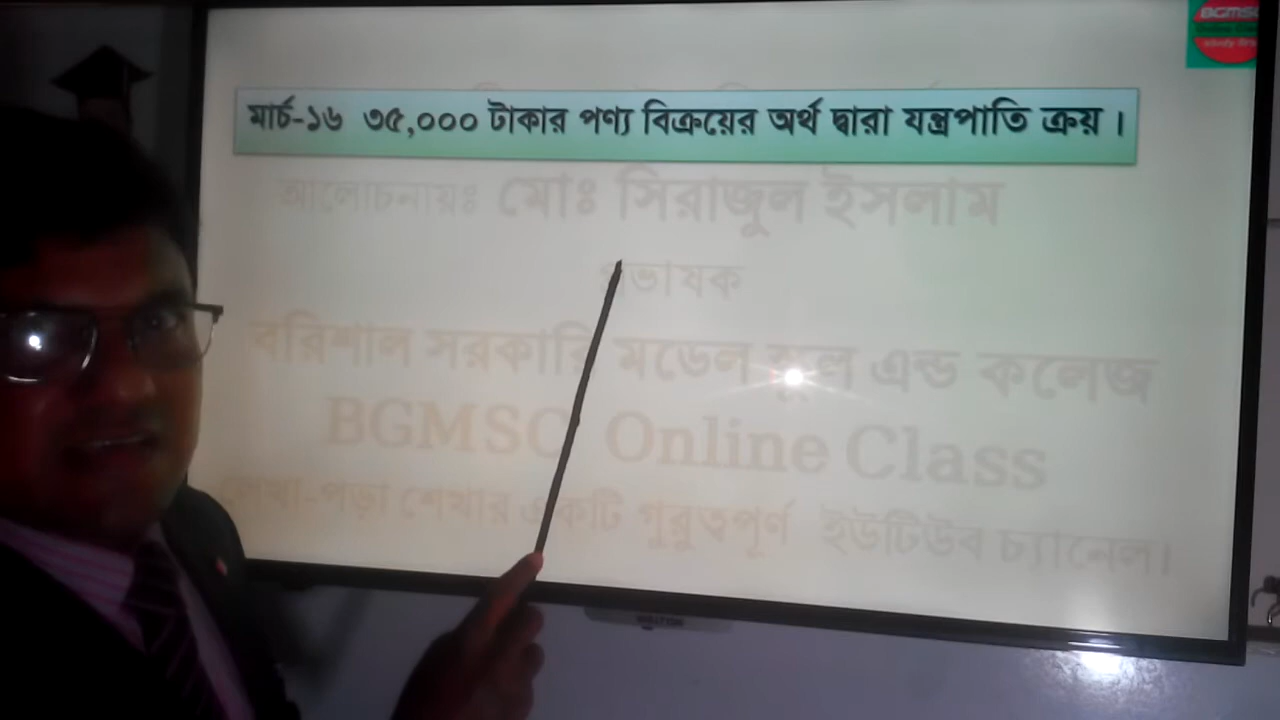 BGMSC
মার্চ-১৬ ৩৫,০০০ টাকার পণ্য বিক্রয়ের অর্থ দ্বারা যন্ত্রপাতি ক্রয় ।
আলোচনায়ঃ মোঃ সিরাজুল ইসলাম
প্রভাষক
বরিশাল সরকারি মডেল স্কুল এন্ড কলেজ
BGMSC Online Class
লেখা-পড়া শেখার একটি গুরুত্বপূর্ণ ইউটিউব চ্যানেল।